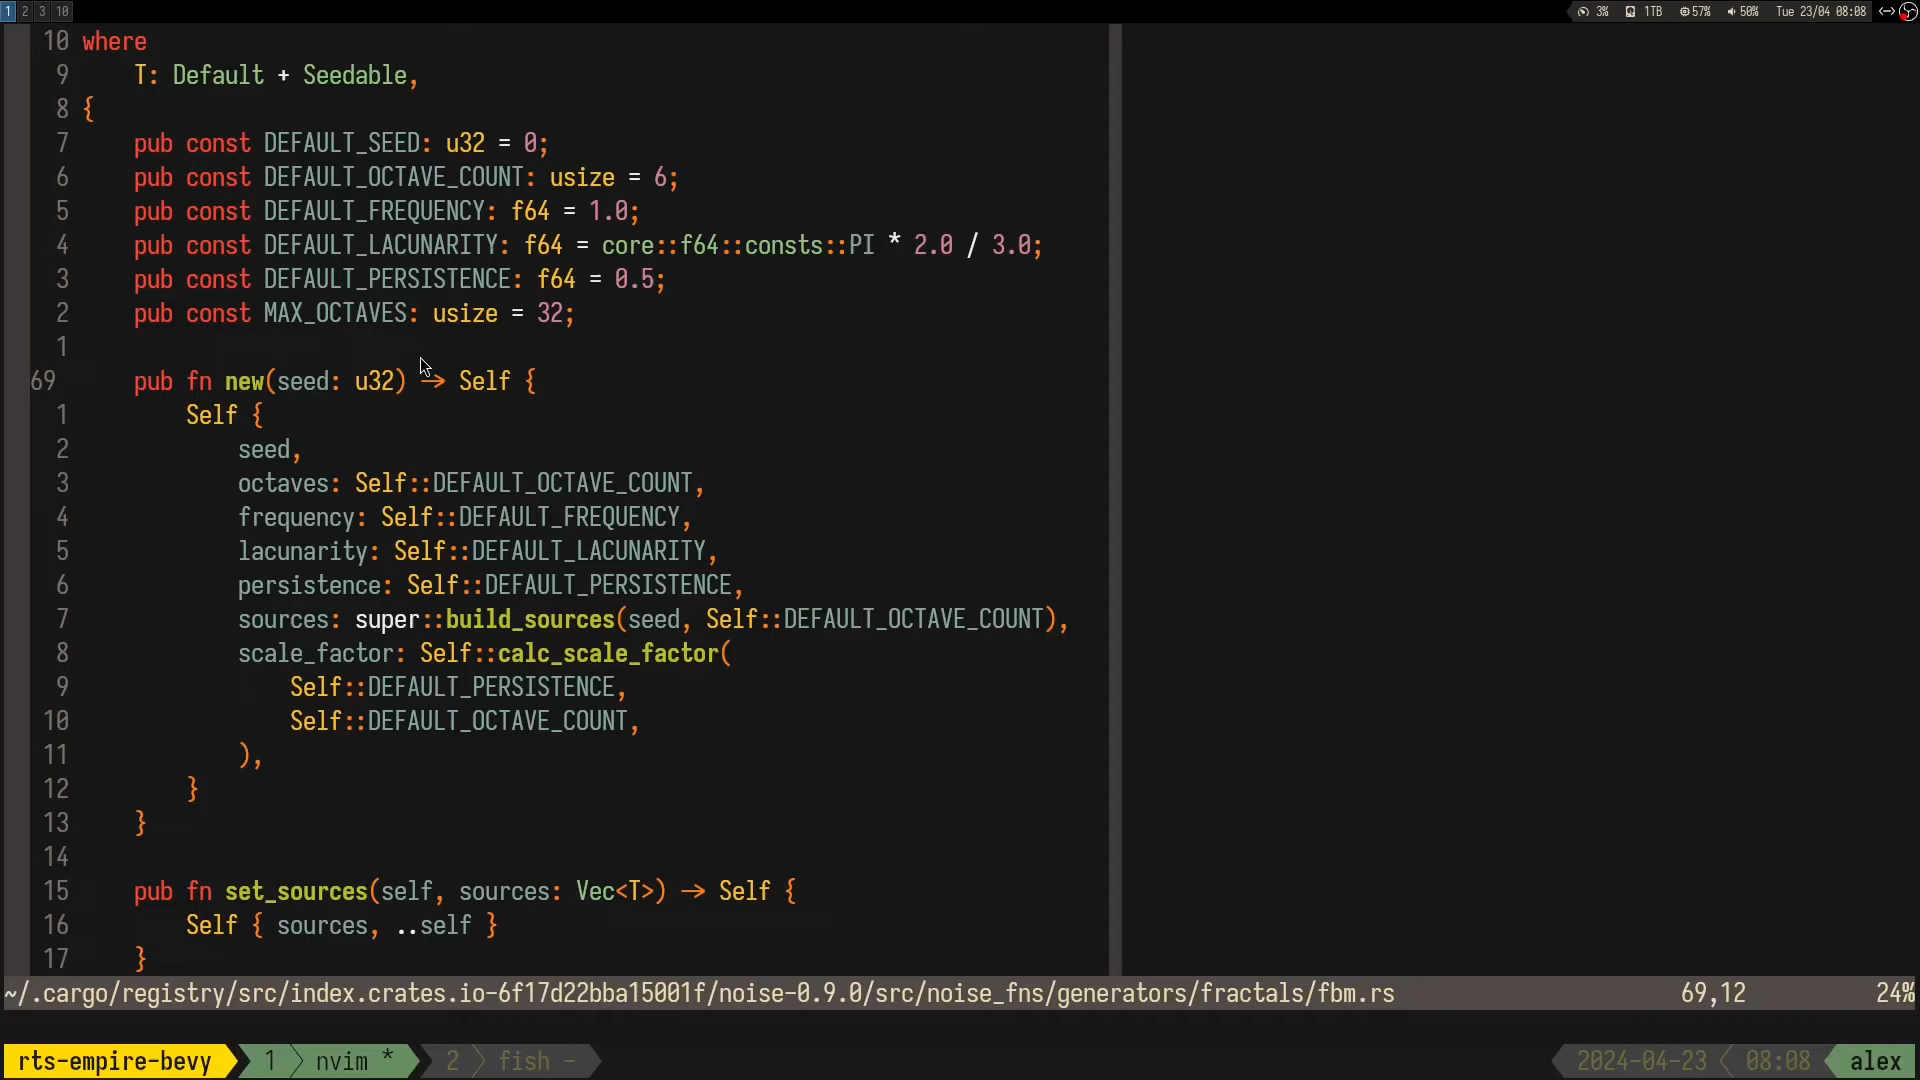 1 2 3 10 3% 1TB 57% 50% Tue 23/04 08:08
10 where
9 T: Default + Seedable,
8 {
7 pub const DEFAULT_SEED: u32 = 0;
6 pub const DEFAULT_OCTAVE_COUNT: usize = 6;
5 pub const DEFAULT_FREQUENCY: f64 = 1.0;
4 pub const DEFAULT_LACUNARITY: f64 = core::f64::consts::PI * 2.0 / 3.0;
3 pub const DEFAULT_PERSISTENCE: f64 = 0.5;
2 pub const MAX_OCTAVES: usize = 32;
1
69 pub fn new(seed: u32) -> Self {
1 Self {
2 seed,
3 octaves: Self::DEFAULT_OCTAVE_COUNT,
4 frequency: Self::DEFAULT_FREQUENCY,
5 lacunarity: Self::DEFAULT_LACUNARITY,
6 persistence: Self::DEFAULT_PERSISTENCE,
7 sources: super::build_sources(seed, Self::DEFAULT_OCTAVE_COUNT),
8 scale_factor: Self::calc_scale_factor(
9 Self::DEFAULT_PERSISTENCE,
10 Self::DEFAULT_OCTAVE_COUNT,
11 ),
12 }
13 }
14
15 pub fn set_sources(self, sources: Vec<T>) -> Self {
16 Self { sources, ..self }
17 }
~/.cargo/registry/src/index.crates.io-6f17d22bba15001f/noise-0.9.0/src/noise_fns/generators/fractals/fbm.rs 69,12 24%
rts-empire-bevy 1 nvim * 2 fish - 2024-04-23 08:08 alex